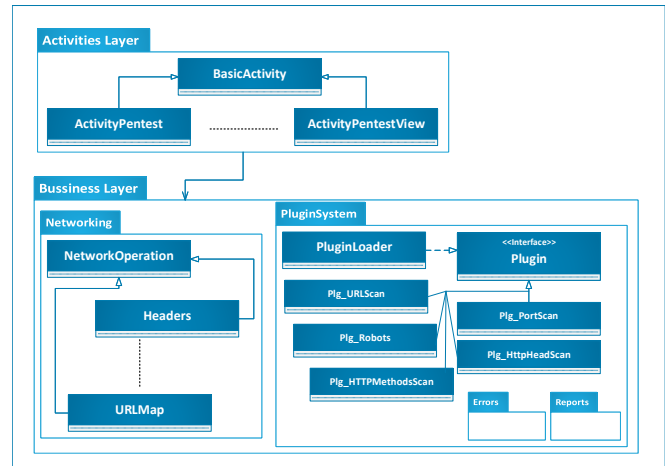 Activities Layer
BasicActivity
ActivityPentest
ActivityPentestView
Bussiness Layer
Networking
NetworkOperation
Headers
URLMap
PluginSystem
PluginLoader
<<Interface>>
Plugin
Plg_URLScan
Plg_PortScan
Plg_Robots
Plg_HttpHeadScan
Plg_HTTPMethodsScan
Errors
Reports